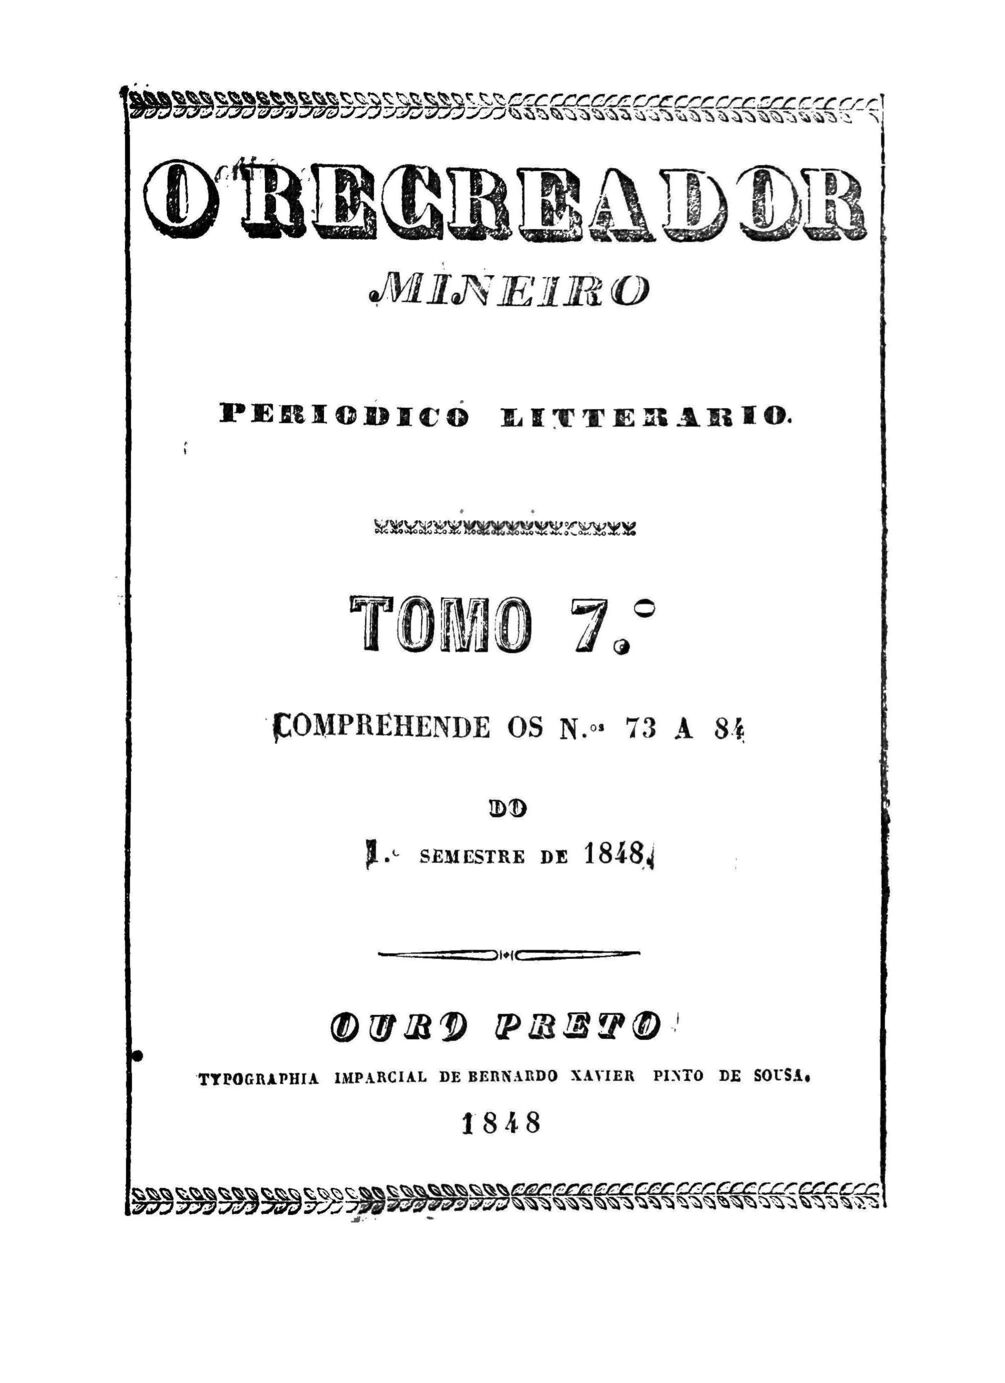 O RECREADOR
MINEIRO
PERIODICO LITTERARIO.
TOMO 7.º
COMPREHENDE OS N.os 73 A 84
DO
1.º SEMESTRE DE 1848.
OURO PRETO
TYPOGRAPHIA IMPARCIAL DE BERNARDO XAVIER PINTO DE SOUSA.
1848